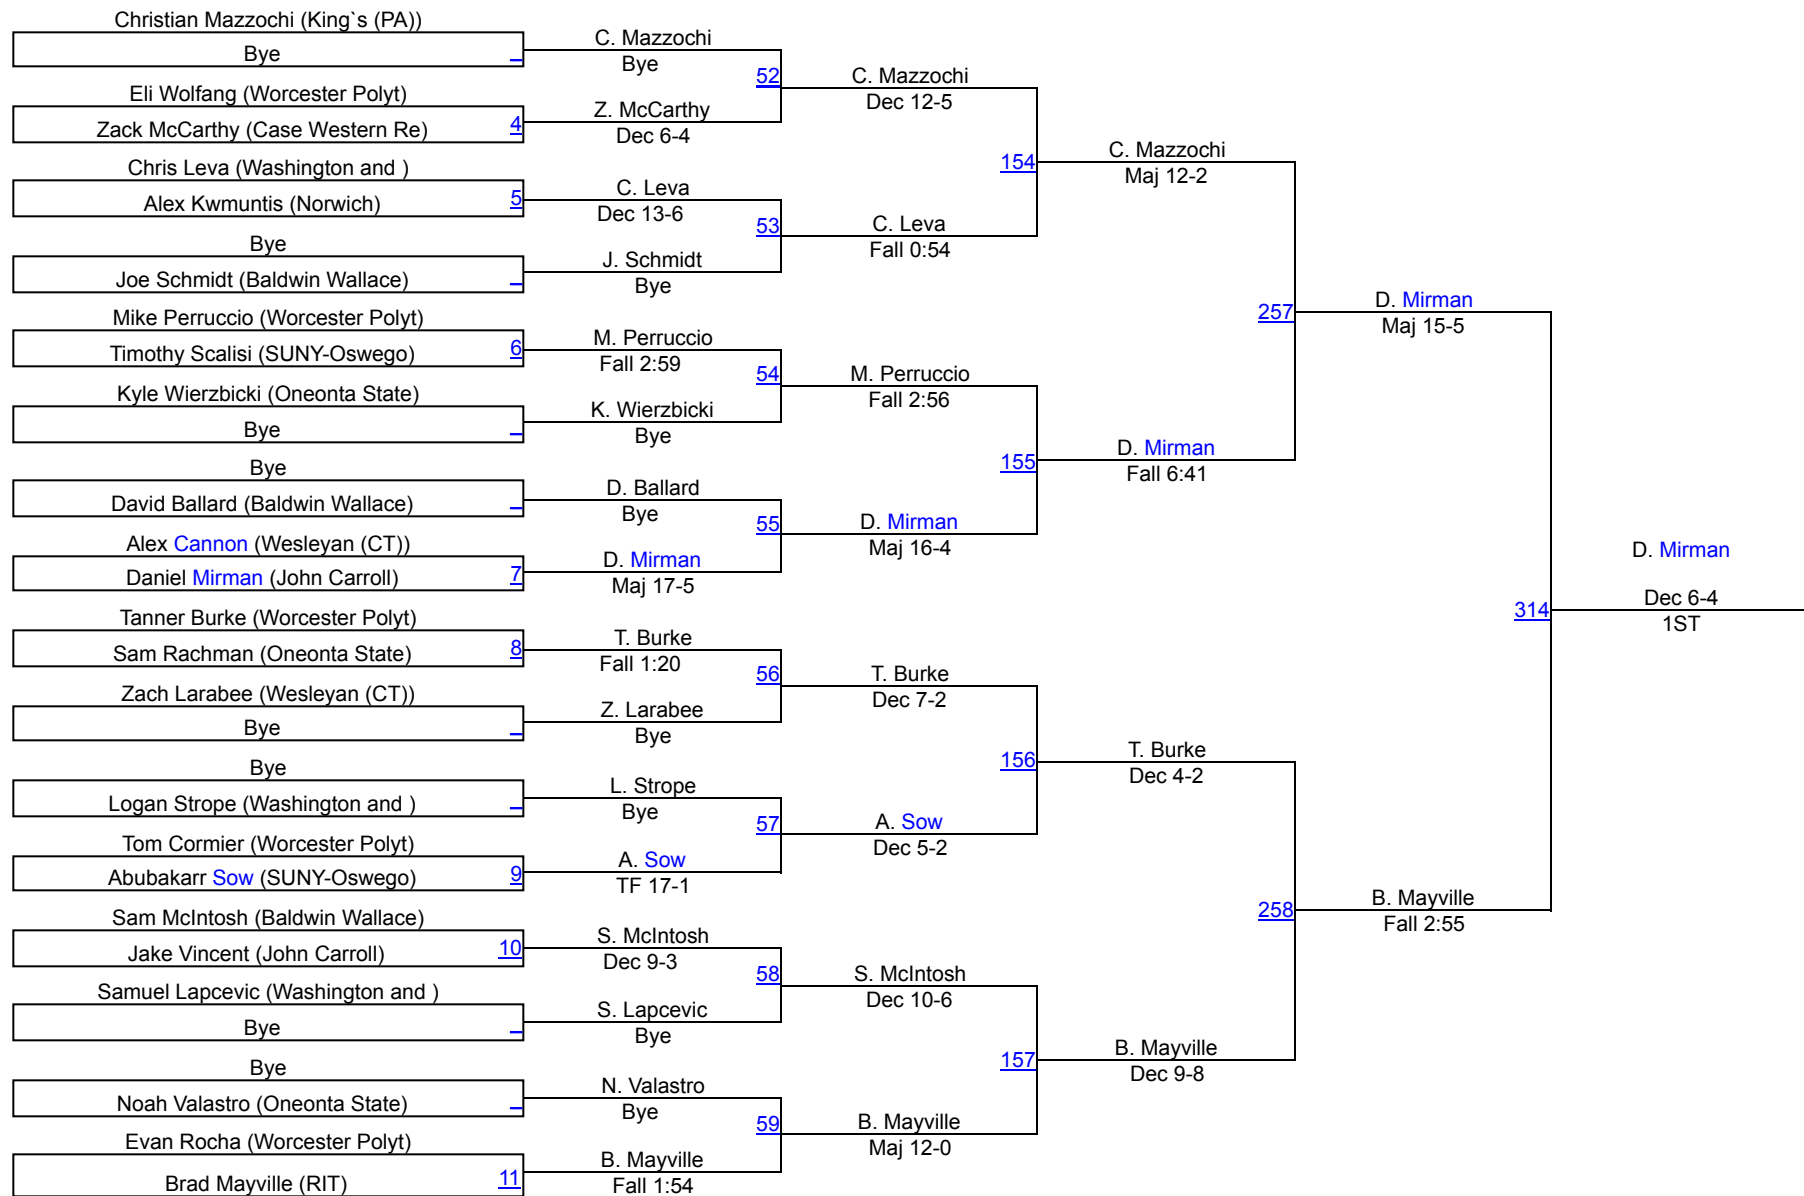 Christian Mazzochi (King`s (PA))
Bye
Eli Wolfang (Worcester Polyt)
Zack McCarthy (Case Western Re) 4
Chris Leva (Washington and )
Alex Kwmuntis (Norwich) 5
Bye
Joe Schmidt (Baldwin Wallace)
Mike Perruccio (Worcester Polyt)
Timothy Scalisi (SUNY-Oswego) 6
Kyle Wierzbicki (Oneonta State)
Bye
Bye
David Ballard (Baldwin Wallace)
Alex Cannon (Wesleyan (CT))
Daniel Mirman (John Carroll) 7
Tanner Burke (Worcester Polyt)
Sam Rachman (Oneonta State) 8
Zach Larabee (Wesleyan (CT))
Bye
Bye
Logan Strope (Washington and )
Tom Cormier (Worcester Polyt)
Abubakarr Sow (SUNY-Oswego) 9
Sam McIntosh (Baldwin Wallace)
Jake Vincent (John Carroll) 10
Samuel Lapcevic (Washington and )
Bye
Bye
Noah Valastro (Oneonta State)
Evan Rocha (Worcester Polyt)
Brad Mayville (RIT) 11
C. Mazzochi
Bye
52
Z. McCarthy
Dec 6-4
C. Leva
Dec 13-6
53
J. Schmidt
Bye
M. Perruccio
Fall 2:59
54
K. Wierzbicki
Bye
D. Ballard
Bye
55
D. Mirman
Maj 17-5
T. Burke
Fall 1:20
56
Z. Larabee
Bye
L. Strope
Bye
57
A. Sow
TF 17-1
S. McIntosh
Dec 9-3
58
S. Lapcevic
Bye
N. Valastro
Bye
59
B. Mayville
Fall 1:54
C. Mazzochi
Dec 12-5
154
C. Leva
Fall 0:54
M. Perruccio
Fall 2:56
155
D. Mirman
Maj 16-4
T. Burke
Dec 7-2
156
A. Sow
Dec 5-2
S. McIntosh
Dec 10-6
157
B. Mayville
Maj 12-0
C. Mazzochi
Maj 12-2
257
D. Mirman
Fall 6:41
T. Burke
Dec 4-2
258
B. Mayville
Dec 9-8
D. Mirman
Maj 15-5
314
B. Mayville
Fall 2:55
D. Mirman
Dec 6-4
1ST